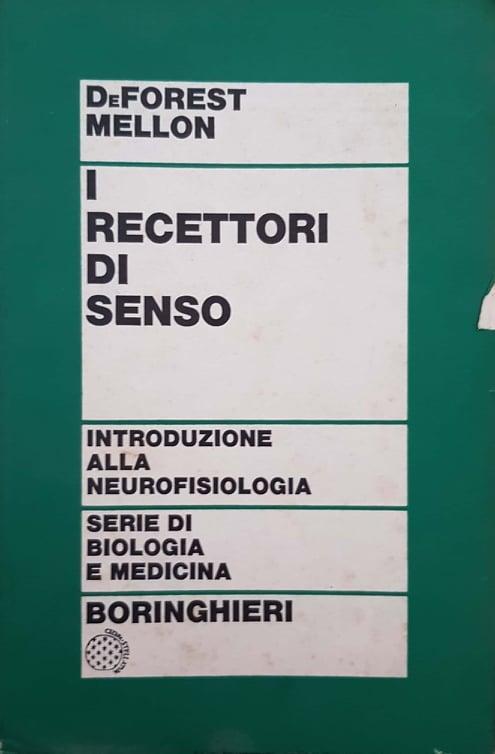 DeFOREST
MELLON
I
RECETTORI
DI
SENSO
INTRODUZIONE
ALLA
NEUROFISIOLOGIA
SERIE DI
BIOLOGIA
E MEDICINA
BORINGHIERI